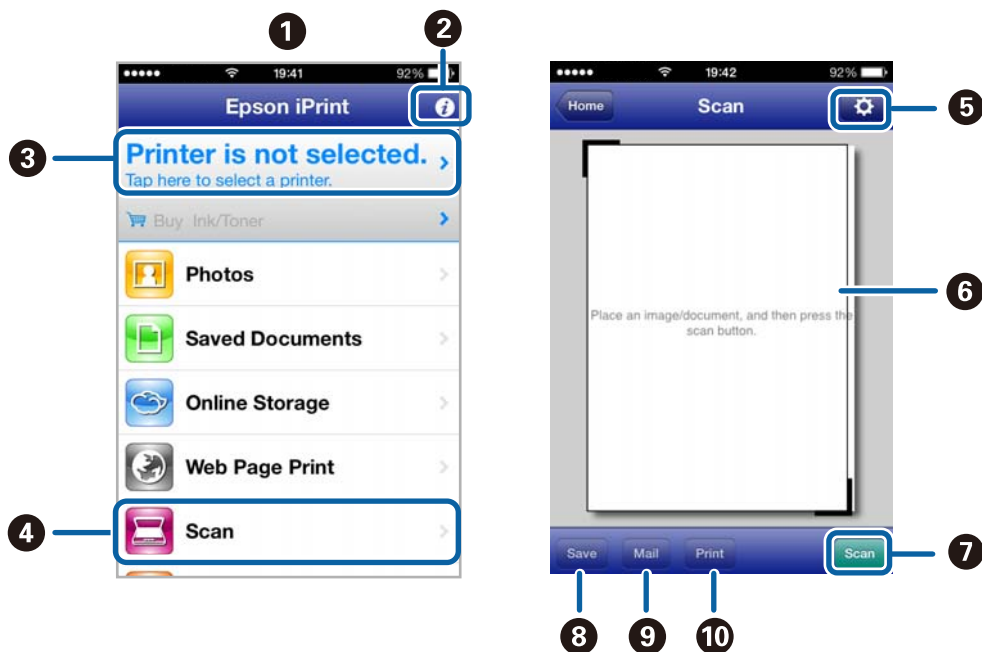 1
2
19:41
92%
Epson iPrint
3
Printer is not selected.
Tap here to select a printer.
Buy Ink/Toner
Photos
Saved Documents
Online Storage
Web Page Print
4
Scan
19:42
92%
Home
Scan
5
6
Place an image/document, and then press the
scan button.
Save
Mail
Print
Scan
7
8
9
10